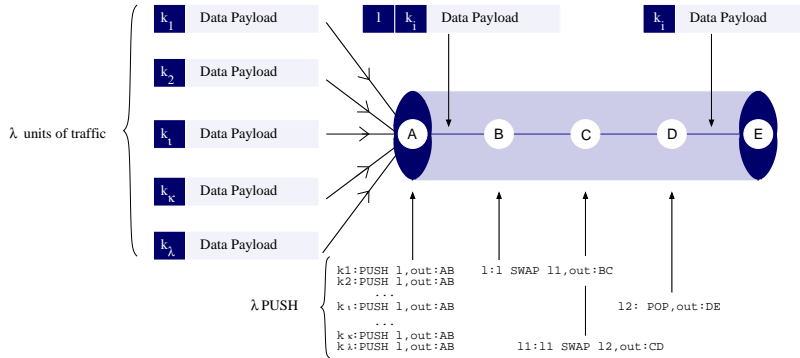 k1 Data Payload
l ki Data Payload
ki Data Payload
k2 Data Payload
λ units of traffic
kι Data Payload
A B C D E
kκ Data Payload
kλ Data Payload
k1:PUSH l,out:AB
k2:PUSH l,out:AB
...
kι:PUSH l,out:AB
...
kκ:PUSH l,out:AB
kλ:PUSH l,out:AB
λ PUSH
l:l SWAP l1,out:BC
l2: POP,out:DE
l1:l1 SWAP l2,out:CD